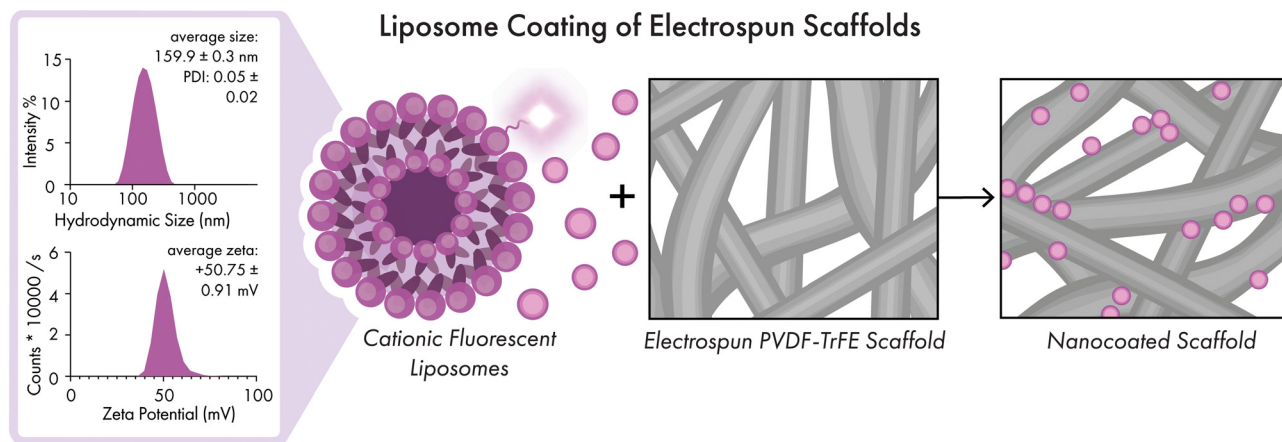 Liposome Coating of Electrospun Scaffolds
average size:
159.9 ± 0.3 nm
PDI: 0.05 ±
0.02
Intensity %
15
10
5
0
10
100
1000
Hydrodynamic Size (nm)
average zeta:
+50.75 ±
0.91 mV
Counts * 10000 /s
6
4
2
0
0
50
100
Zeta Potential (mV)
Cationic Fluorescent
Liposomes
+
Electrospun PVDF-TrFE Scaffold
Nanocoated Scaffold